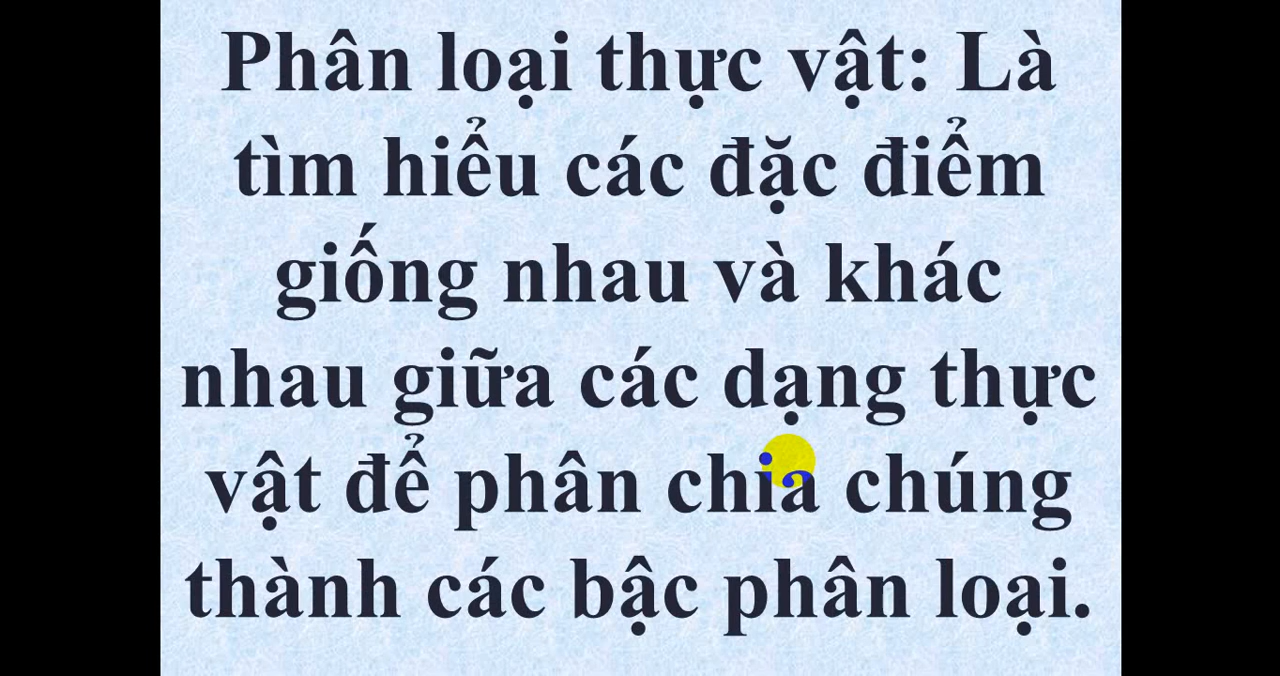 Phân loại thực vật: Là
tìm hiểu các đặc điểm
giống nhau và khác
nhau giữa các dạng thực
vật để phân chia chúng
thành các bậc phân loại.